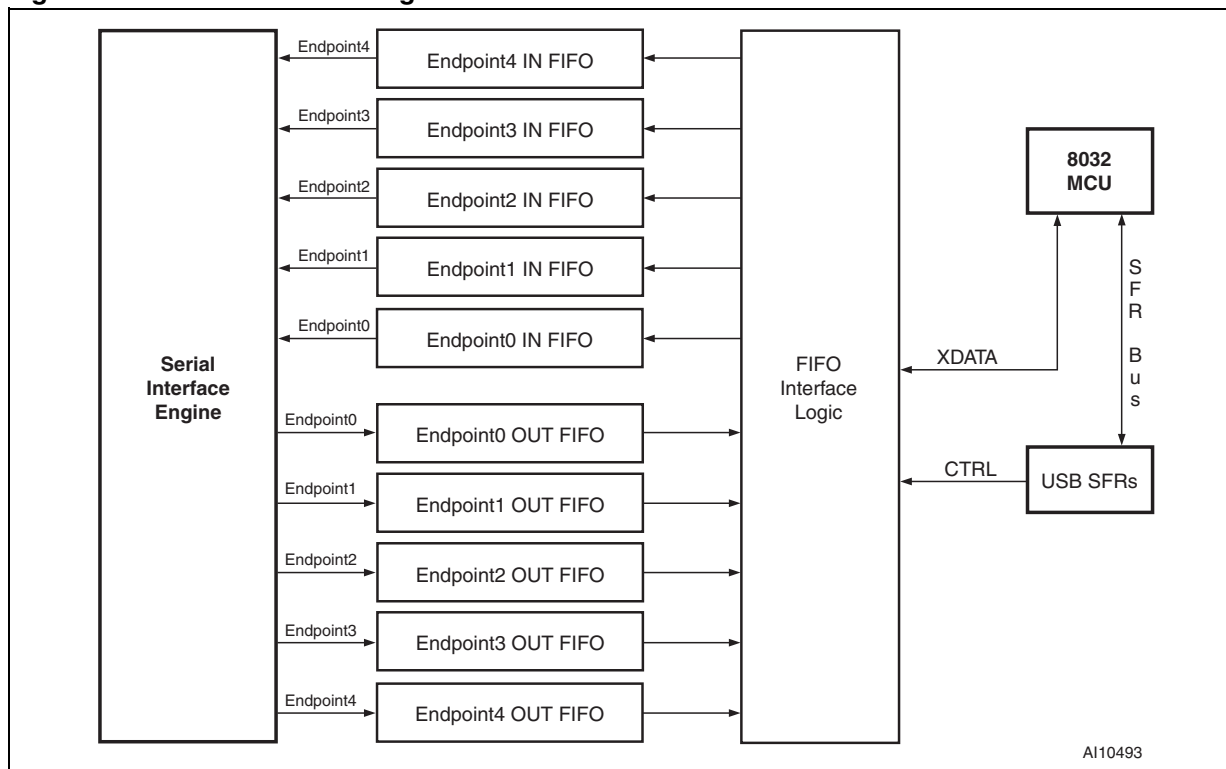 Endpoint4
Endpoint4 IN FIFO
Endpoint3
Endpoint3 IN FIFO
Endpoint2
Endpoint2 IN FIFO
Endpoint1
Endpoint1 IN FIFO
Endpoint0
Endpoint0 IN FIFO
Serial
Interface
Engine
Endpoint0
Endpoint0 OUT FIFO
Endpoint1
Endpoint1 OUT FIFO
Endpoint2
Endpoint2 OUT FIFO
Endpoint3
Endpoint3 OUT FIFO
Endpoint4
Endpoint4 OUT FIFO
FIFO
Interface
Logic
XDATA
CTRL
8032
MCU
SFR Bus
USB SFRs
AI10493